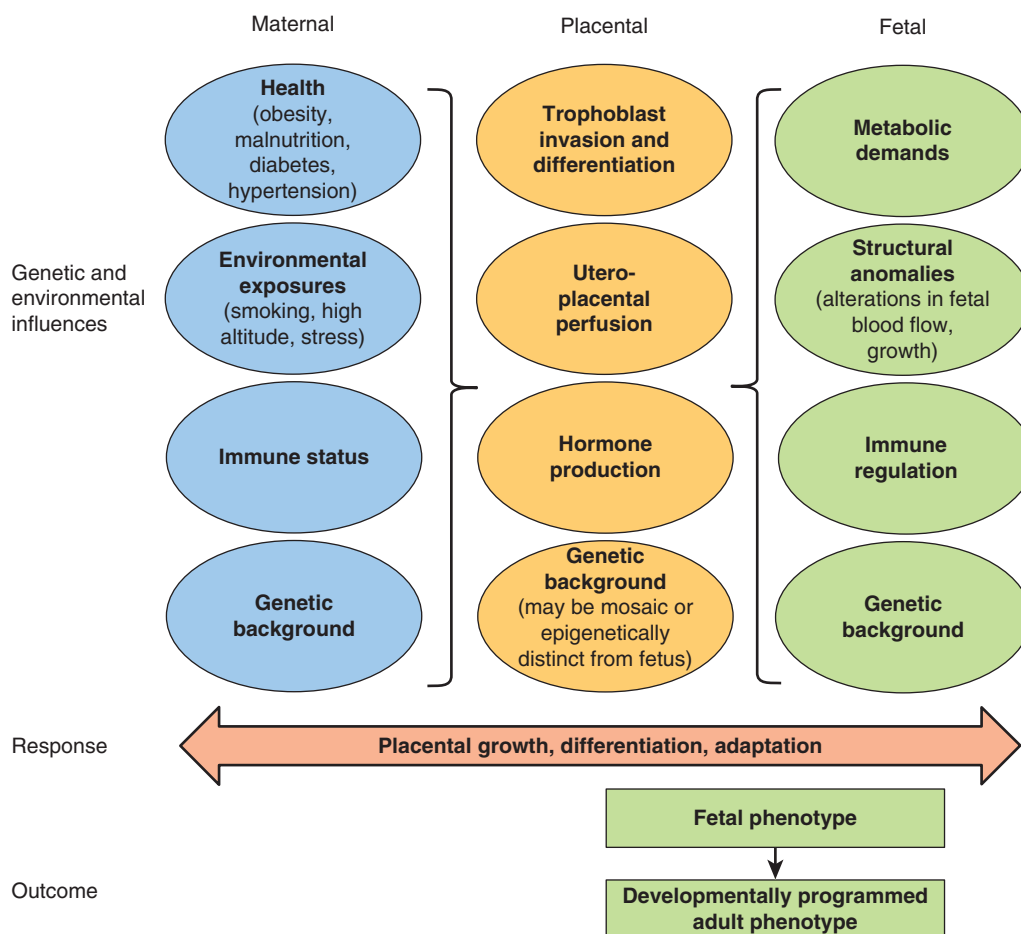 Maternal
Placental
Fetal
Genetic and
environmental
influences
Health
(obesity,
malnutrition,
diabetes,
hypertension)
Trophoblast
invasion and
differentiation
Metabolic
demands
Environmental
exposures
(smoking, high
altitude, stress)
Utero-
placental
perfusion
Structural
anomalies
(alterations in fetal
blood flow,
growth)
Immune status
Hormone
production
Immune
regulation
Genetic
background
Genetic
background
(may be mosaic or
epigenetically
distinct from fetus)
Genetic
background
Response
Placental growth, differentiation, adaptation
Fetal phenotype
Outcome
Developmentally programmed
adult phenotype